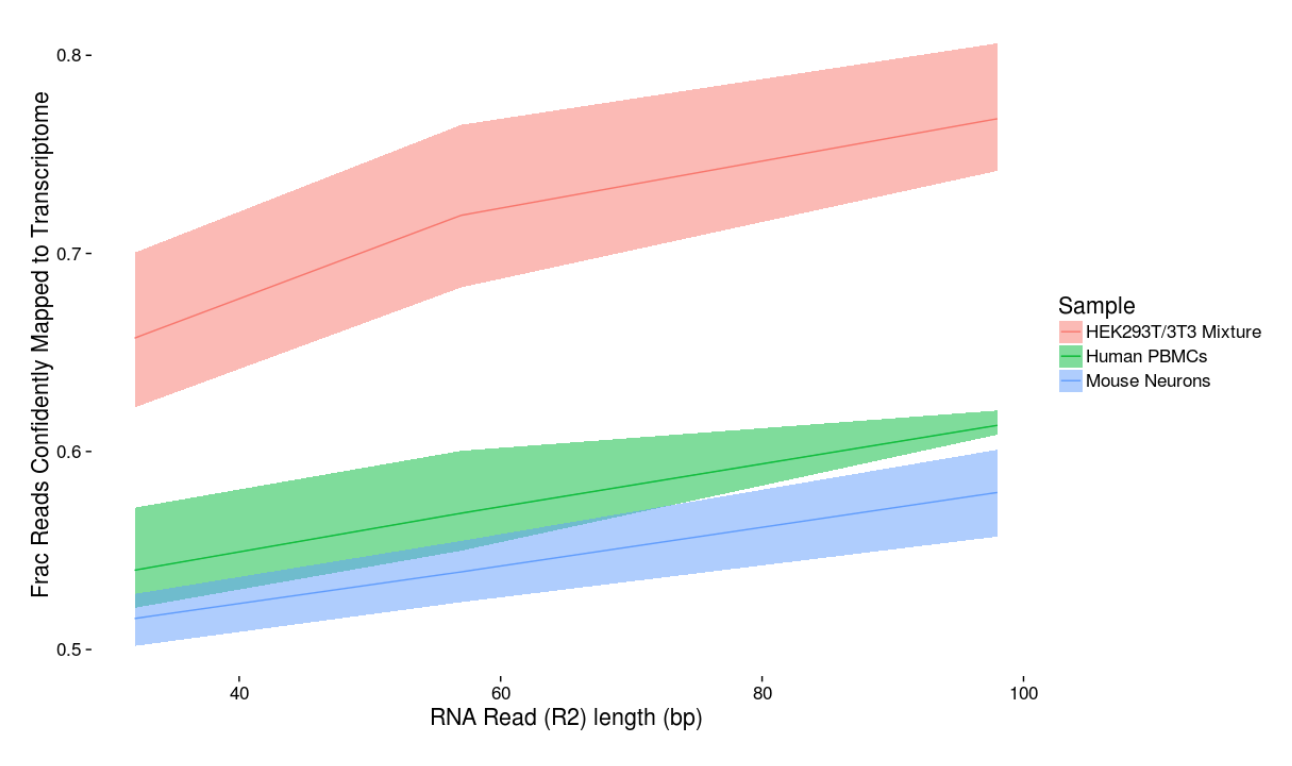 Frac Reads Confidently Mapped to Transcriptome
0.8
0.7
0.6
0.5
40 60 80 100
RNA Read (R2) length (bp)
Sample
HEK293T/3T3 Mixture
Human PBMCs
Mouse Neurons